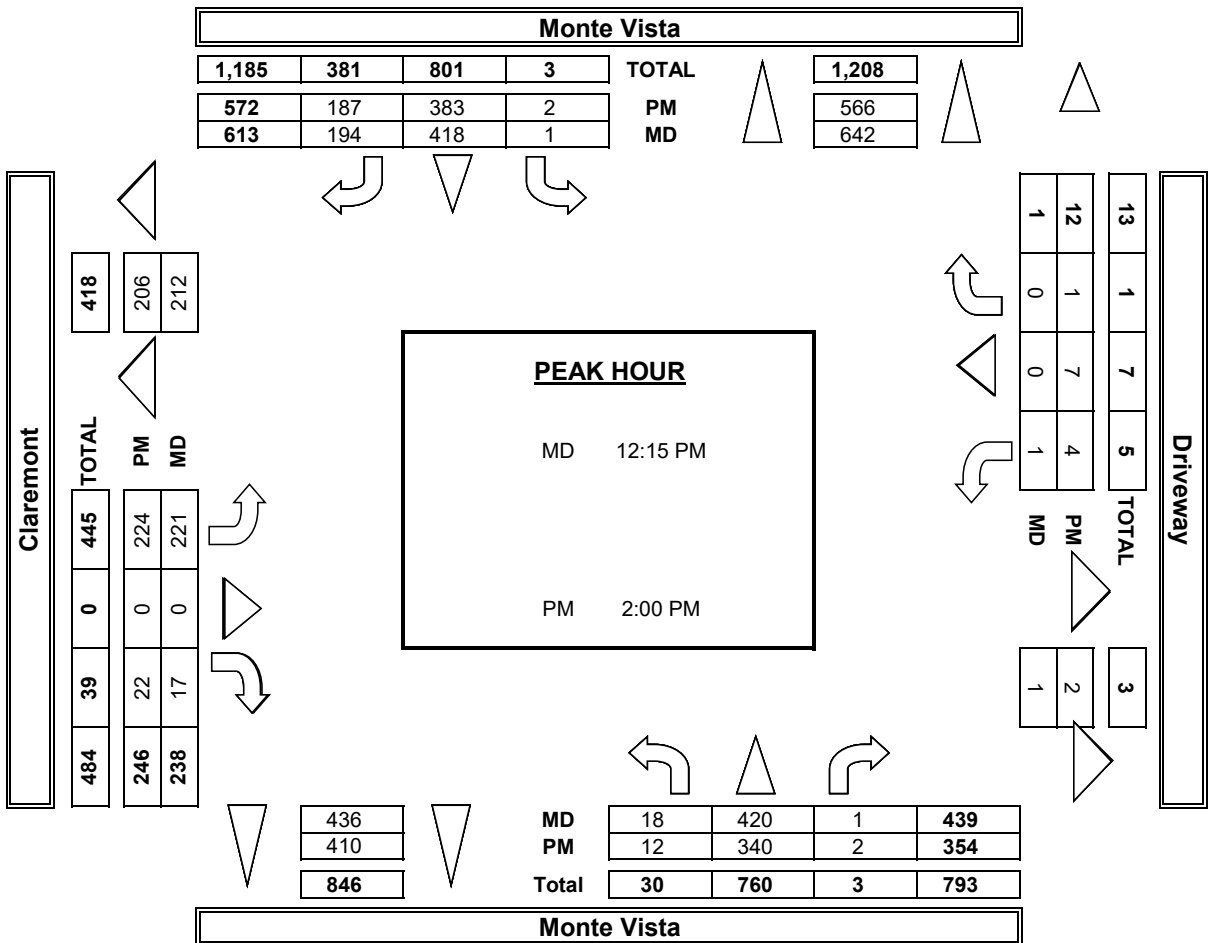 Monte Vista
1,185 381 801 3 TOTAL 1,208
572 187 383 2 PM 566
613 194 418 1 MD 642
Claremont
418
206
212
TOTAL
PM
MD
445 0 39 484
224 0 22 246
221 0 17 238
PEAK HOUR
MD 12:15 PM
PM 2:00 PM
13 1 7 5 TOTAL 3
12 1 7 4 PM 2
1 0 0 1 MD 1
Driveway
436 MD 18 420 1 439
410 PM 12 340 2 354
846 Total 30 760 3 793
Monte Vista